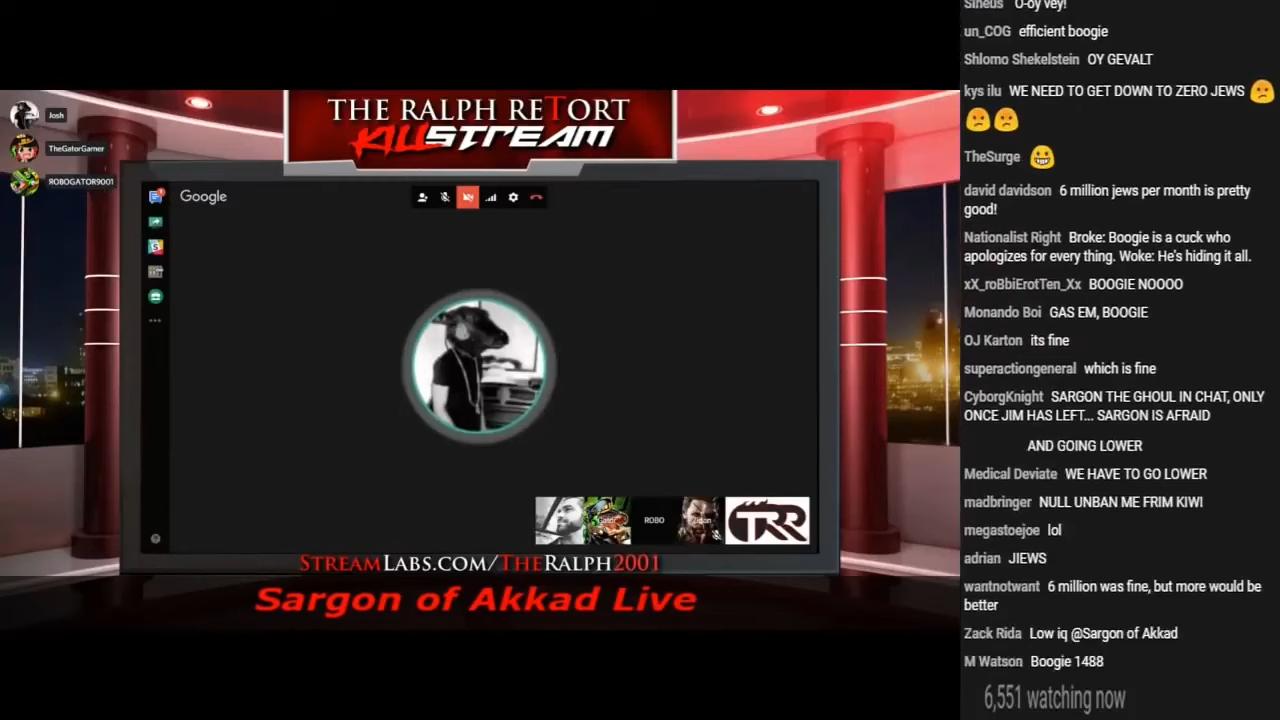 Josh
TheGatorGamer
ROBOGATOR9001
THE RALPH RETORT
KILLSTREAM
Google
Gator
ROBO
Zidan
TRR
STREAMLABS.COM/THERALPH2001
Sargon of Akkad Live
Sineus O-oy vey!
un_COG efficient boogie
Shlomo Shekelstein OY GEVALT
kys ilu WE NEED TO GET DOWN TO ZERO JEWS
TheSurge
david davidson 6 million jews per month is pretty
good!
Nationalist Right Broke: Boogie is a cuck who
apologizes for every thing. Woke: He's hiding it all.
xX_roBbiErotTen_Xx BOOGIE NOOOO
Monando Boi GAS EM, BOOGIE
OJ Karton its fine
superactiongeneral which is fine
CyborgKnight SARGON THE GHOUL IN CHAT, ONLY
ONCE JIM HAS LEFT... SARGON IS AFRAID
AND GOING LOWER
Medical Deviate WE HAVE TO GO LOWER
madbringer NULL UNBAN ME FRIM KIWI
megastoejoe lol
adrian JIEWS
wantnotwant 6 million was fine, but more would be
better
Zack Rida Low iq @Sargon of Akkad
M Watson Boogie 1488
6,551 watching now